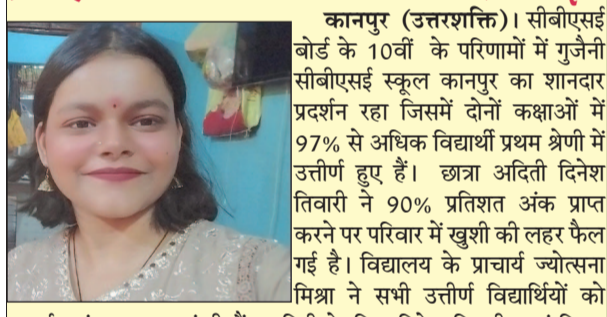 कानपुर (उत्तरशक्ति)। सीबीएसई
बोर्ड के 10वीं के परिणामों में गुजैनी
सीबीएसई स्कूल कानपुर का शानदार
प्रदर्शन रहा जिसमें दोनों कक्षाओं में
97% से अधिक विद्यार्थी प्रथम श्रेणी में
उत्तीर्ण हुए हैं। छात्रा अदिती दिनेश
तिवारी ने 90% प्रतिशत अंक प्राप्त
करने पर परिवार में खुशी की लहर फैल
गई है। विद्यालय के प्राचार्य ज्योत्सना
मिश्रा ने सभी उत्तीर्ण विद्यार्थियों को